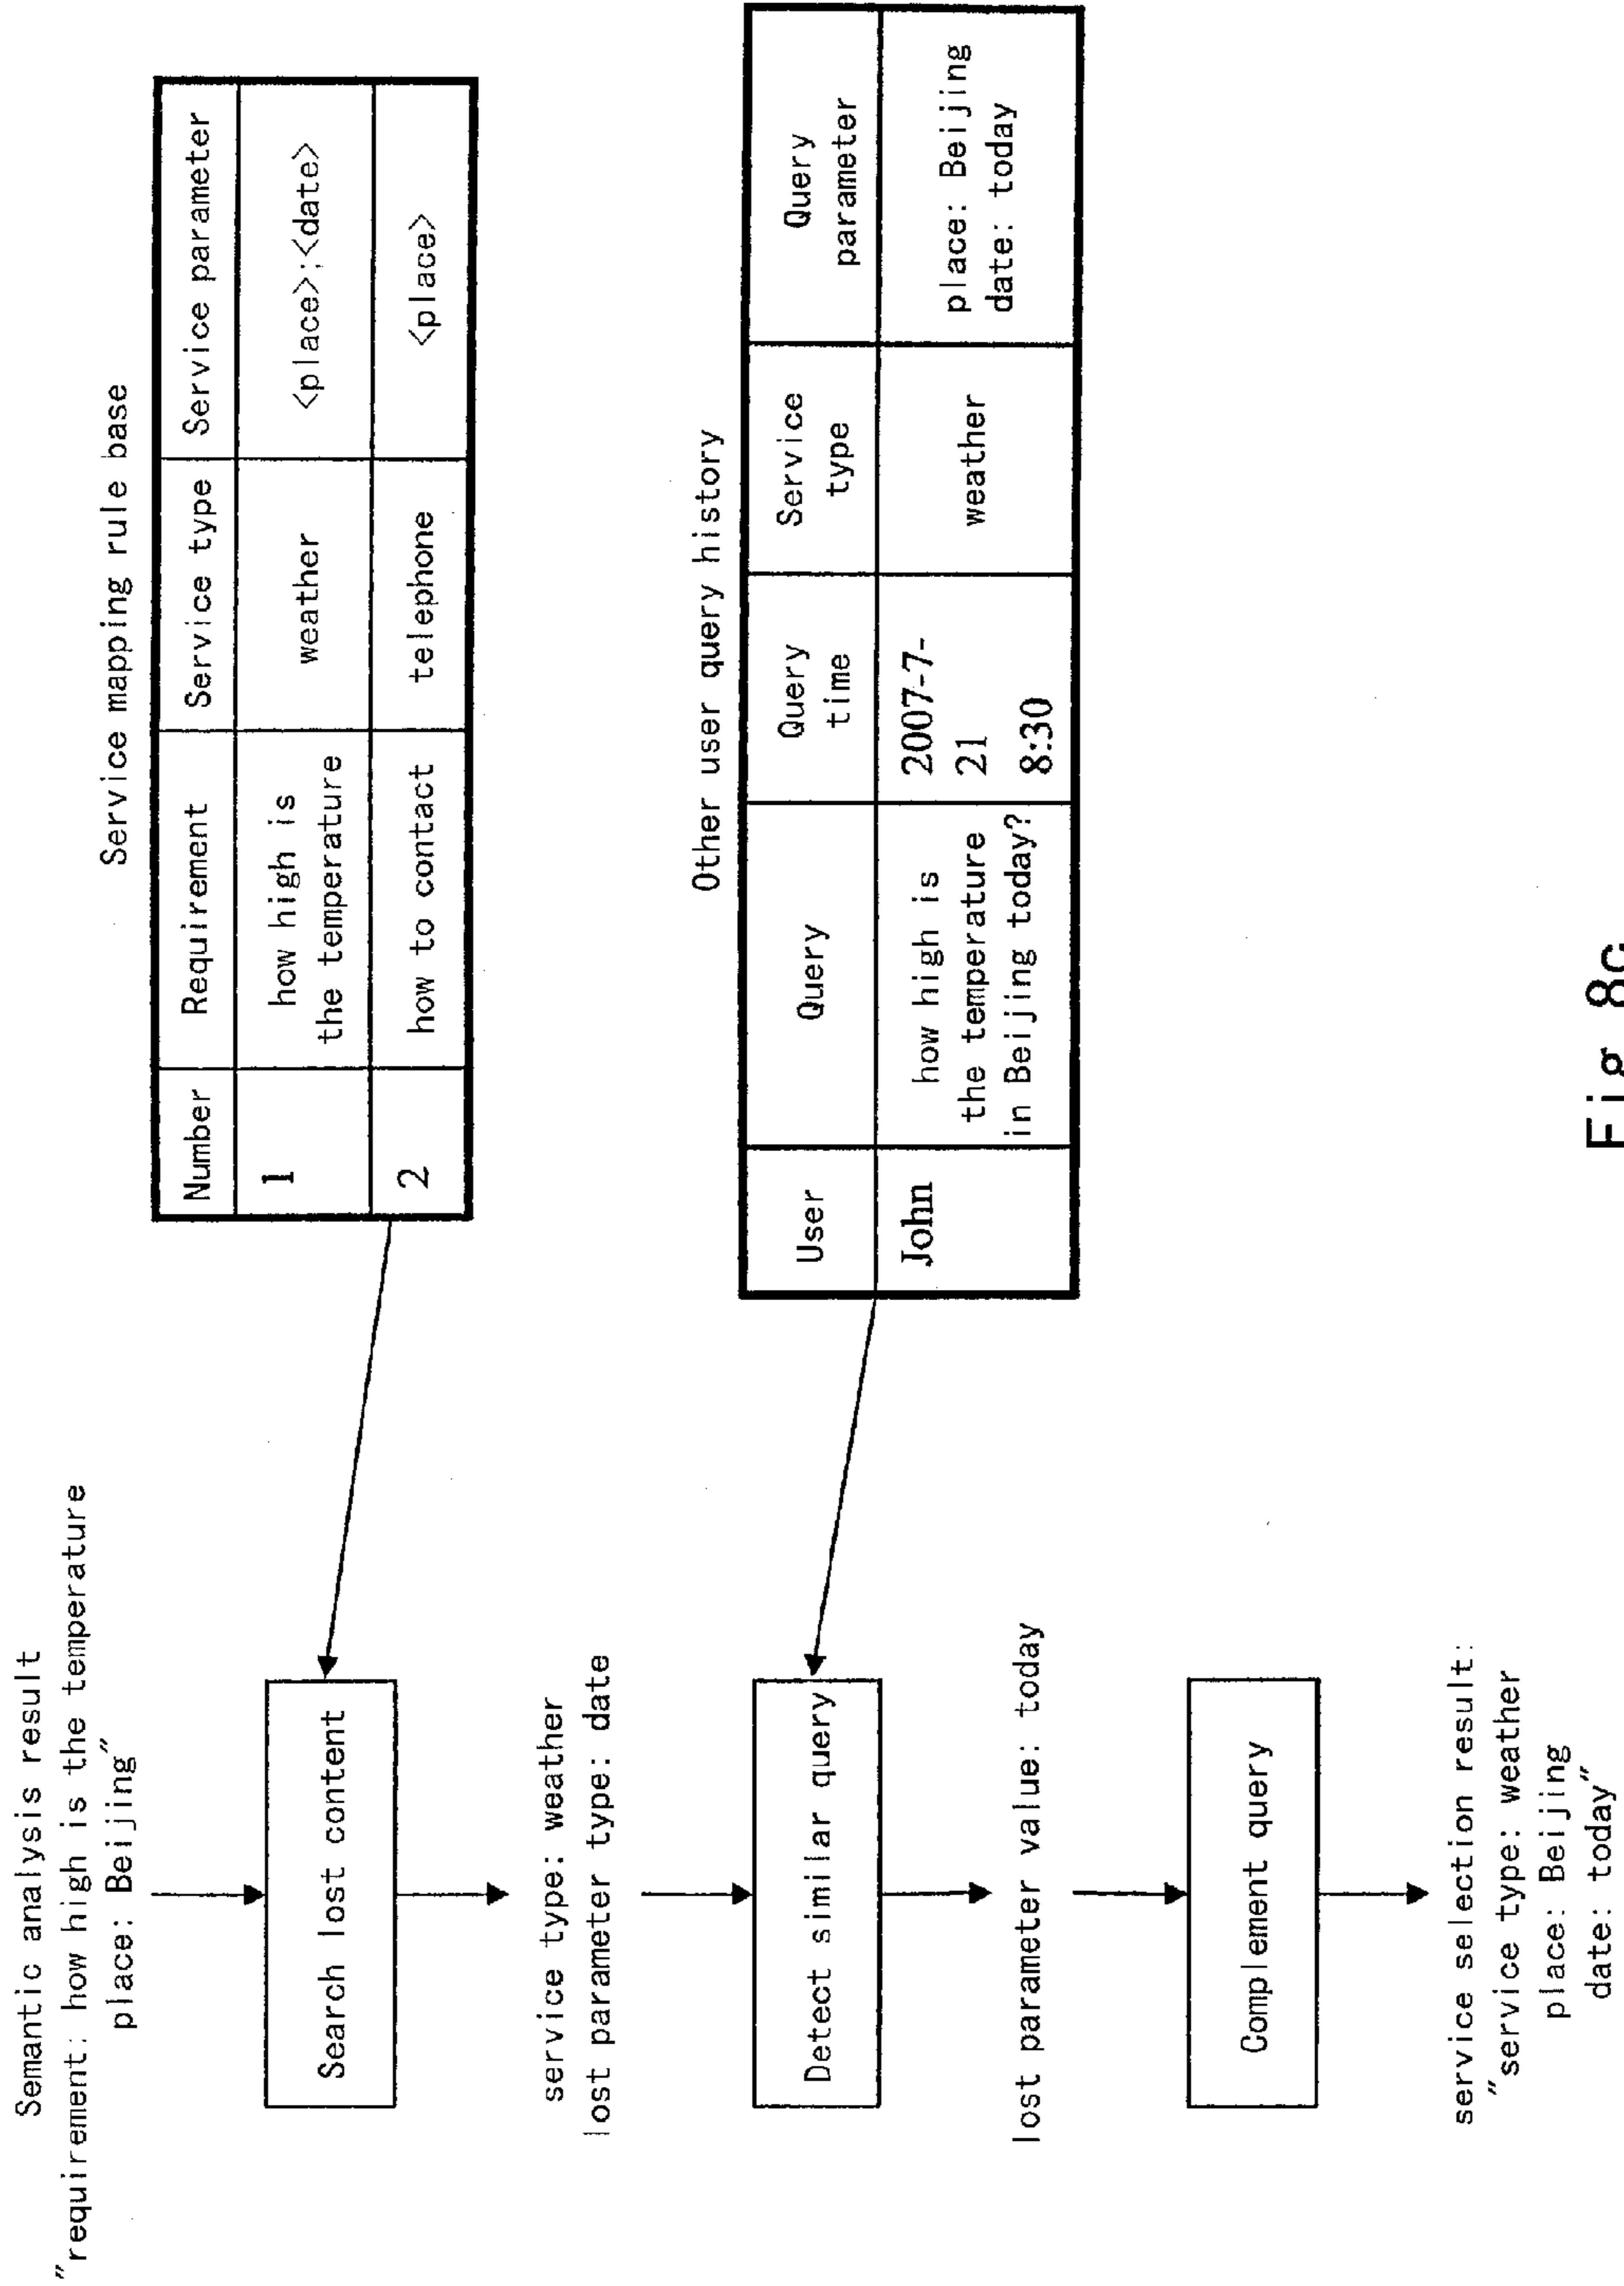 Semantic analysis result
"requirement: how high is the temperature
place: Beijing"
Search lost content
service type: weather
lost parameter type: date
Detect similar query
lost parameter value: today
Complement query
service selection result:
"service type: weather
place: Beijing
date: today"
Service mapping rule base
Number Requirement Service type Service parameter
1 how high is weather <place>;<date>
the temperature
2 how to contact telephone <place>
Other user query history
User Query Query Service Query
time type parameter
John how high is 2007-7- weather place: Beijing
the temperature 21 date: today
in Beijing today? 8:30
Fig 8c